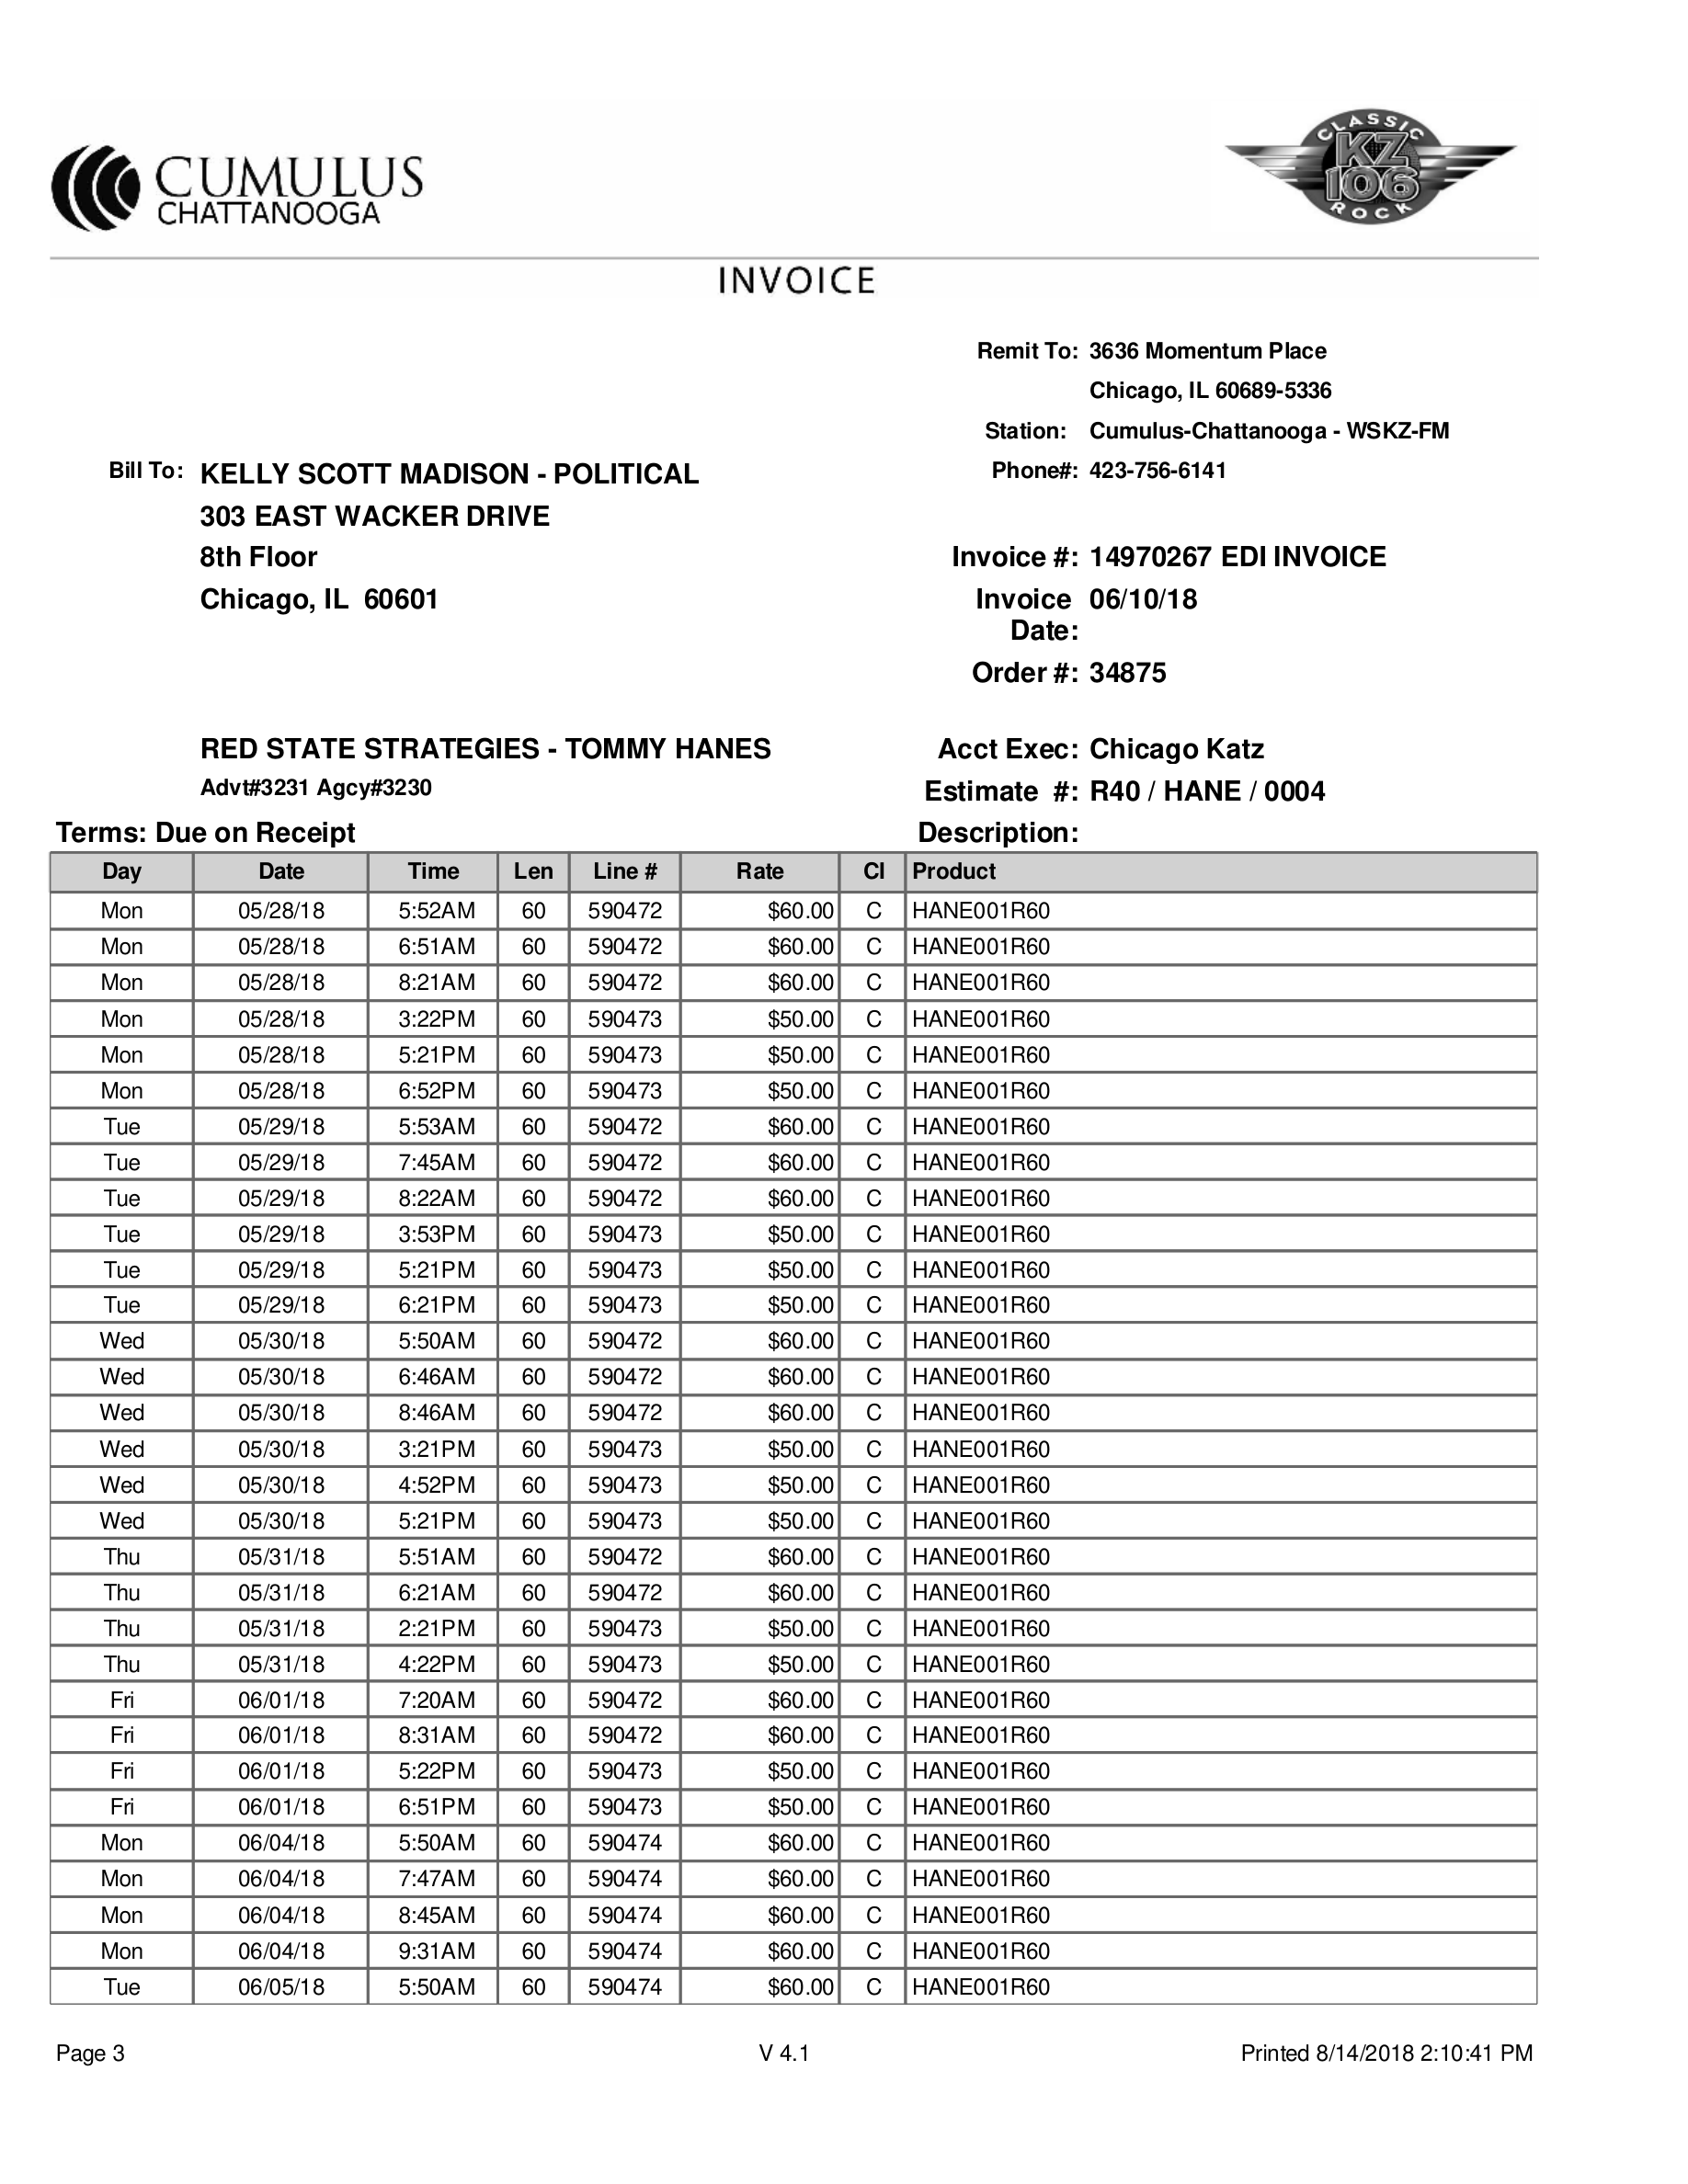 CUMULUS
CHATTANOOGA
CLASSIC
KZ
106
ROCK
INVOICE
Remit To: 3636 Momentum Place
Chicago, IL 60689-5336
Station: Cumulus-Chattanooga - WSKZ-FM
Bill To: KELLY SCOTT MADISON - POLITICAL Phone#: 423-756-6141
303 EAST WACKER DRIVE
8th Floor Invoice #: 14970267 EDI INVOICE
Chicago, IL 60601 Invoice Date: 06/10/18
Order #: 34875
RED STATE STRATEGIES - TOMMY HANES Acct Exec: Chicago Katz
Advt#3231 Agcy#3230 Estimate #: R40 / HANE / 0004
Terms: Due on Receipt Description:
Day Date Time Len Line # Rate Cl Product
Mon 05/28/18 5:52AM 60 590472 $60.00 C HANE001R60
Mon 05/28/18 6:51AM 60 590472 $60.00 C HANE001R60
Mon 05/28/18 8:21AM 60 590472 $60.00 C HANE001R60
Mon 05/28/18 3:22PM 60 590473 $50.00 C HANE001R60
Mon 05/28/18 5:21PM 60 590473 $50.00 C HANE001R60
Mon 05/28/18 6:52PM 60 590473 $50.00 C HANE001R60
Tue 05/29/18 5:53AM 60 590472 $60.00 C HANE001R60
Tue 05/29/18 7:45AM 60 590472 $60.00 C HANE001R60
Tue 05/29/18 8:22AM 60 590472 $60.00 C HANE001R60
Tue 05/29/18 3:53PM 60 590473 $50.00 C HANE001R60
Tue 05/29/18 5:21PM 60 590473 $50.00 C HANE001R60
Tue 05/29/18 6:21PM 60 590473 $50.00 C HANE001R60
Wed 05/30/18 5:50AM 60 590472 $60.00 C HANE001R60
Wed 05/30/18 6:46AM 60 590472 $60.00 C HANE001R60
Wed 05/30/18 8:46AM 60 590472 $60.00 C HANE001R60
Wed 05/30/18 3:21PM 60 590473 $50.00 C HANE001R60
Wed 05/30/18 4:52PM 60 590473 $50.00 C HANE001R60
Wed 05/30/18 5:21PM 60 590473 $50.00 C HANE001R60
Thu 05/31/18 5:51AM 60 590472 $60.00 C HANE001R60
Thu 05/31/18 6:21AM 60 590472 $60.00 C HANE001R60
Thu 05/31/18 2:21PM 60 590473 $50.00 C HANE001R60
Thu 05/31/18 4:22PM 60 590473 $50.00 C HANE001R60
Fri 06/01/18 7:20AM 60 590472 $60.00 C HANE001R60
Fri 06/01/18 8:31AM 60 590472 $60.00 C HANE001R60
Fri 06/01/18 5:22PM 60 590473 $50.00 C HANE001R60
Fri 06/01/18 6:51PM 60 590473 $50.00 C HANE001R60
Mon 06/04/18 5:50AM 60 590474 $60.00 C HANE001R60
Mon 06/04/18 7:47AM 60 590474 $60.00 C HANE001R60
Mon 06/04/18 8:45AM 60 590474 $60.00 C HANE001R60
Mon 06/04/18 9:31AM 60 590474 $60.00 C HANE001R60
Tue 06/05/18 5:50AM 60 590474 $60.00 C HANE001R60
Page 3 V 4.1 Printed 8/14/2018 2:10:41 PM